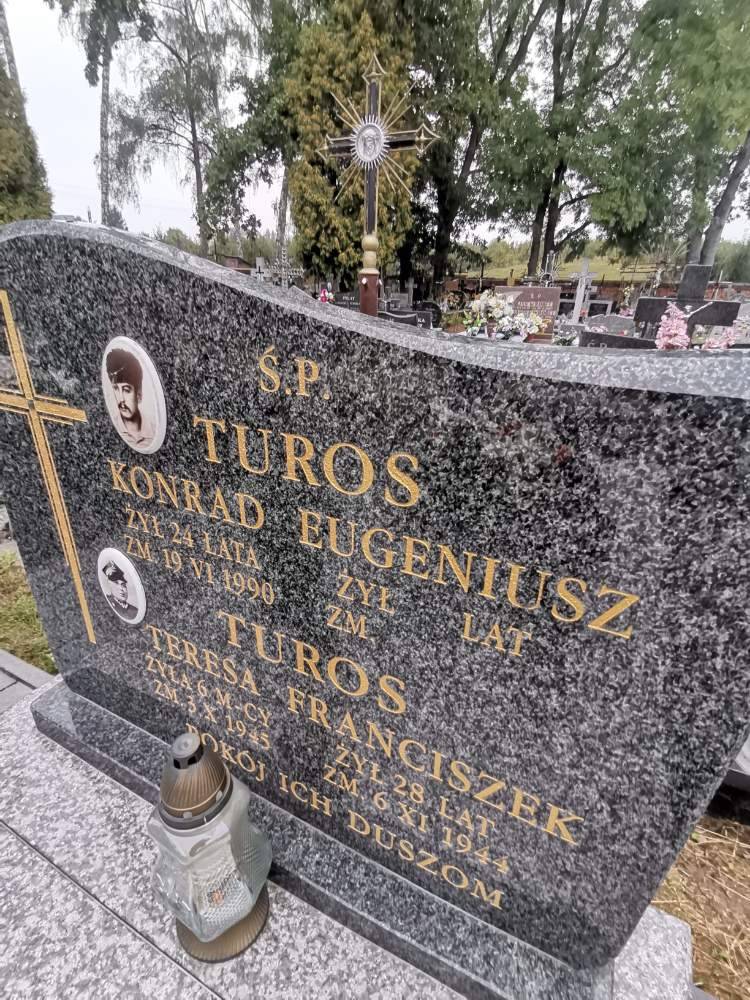 Ś.P.
TUROS
KONRAD EUGENIUSZ
ŻYŁ 24 LATA ŻYŁ LAT
ZM. 19 VI 1990 ZM.
TUROS
TERESA FRANCISZEK
ŻYŁA 6 M-CY ŻYŁ 28 LAT
ZM. 3 X 1945 ZM. 6 XI 1944
POKÓJ ICH DUSZOM